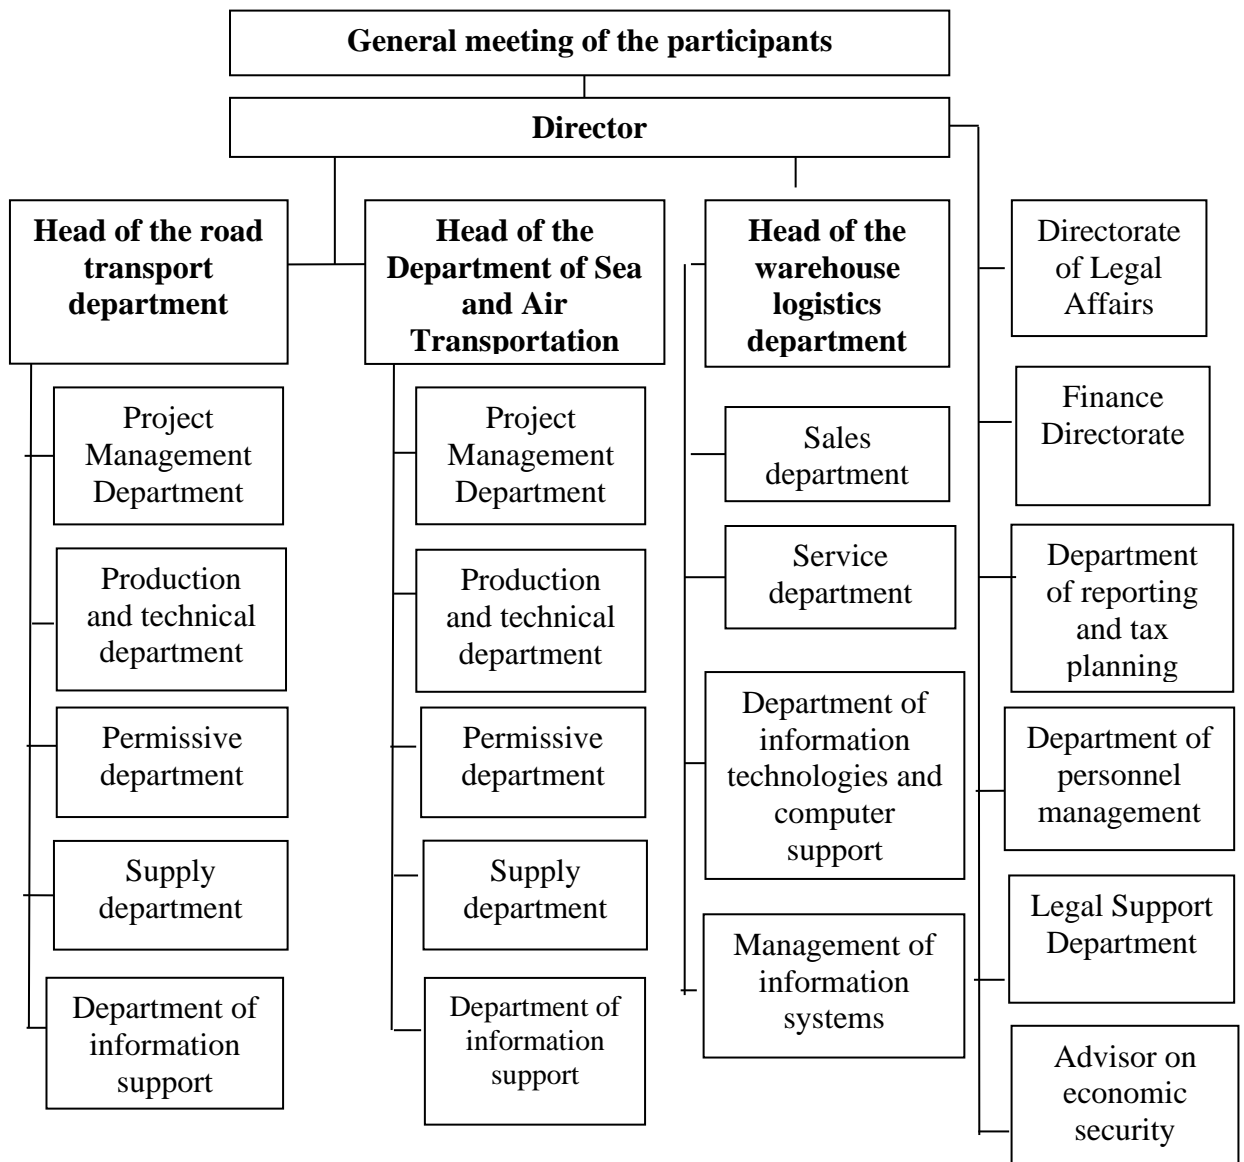 General meeting of the participants
Director
Head of the road
transport
department
Head of the
Department of Sea
and Air
Transportation
Head of the
warehouse
logistics
department
Directorate
of Legal
Affairs
Project
Management
Department
Project
Management
Department
Sales
department
Finance
Directorate
Production
and technical
department
Production
and technical
department
Service
department
Department
of reporting
and tax
planning
Permissive
department
Permissive
department
Department of
information
technologies and
computer
support
Department of
personnel
management
Supply
department
Supply
department
Management of
information
systems
Legal Support
Department
Department of
information
support
Department of
information
support
Advisor on
economic
security